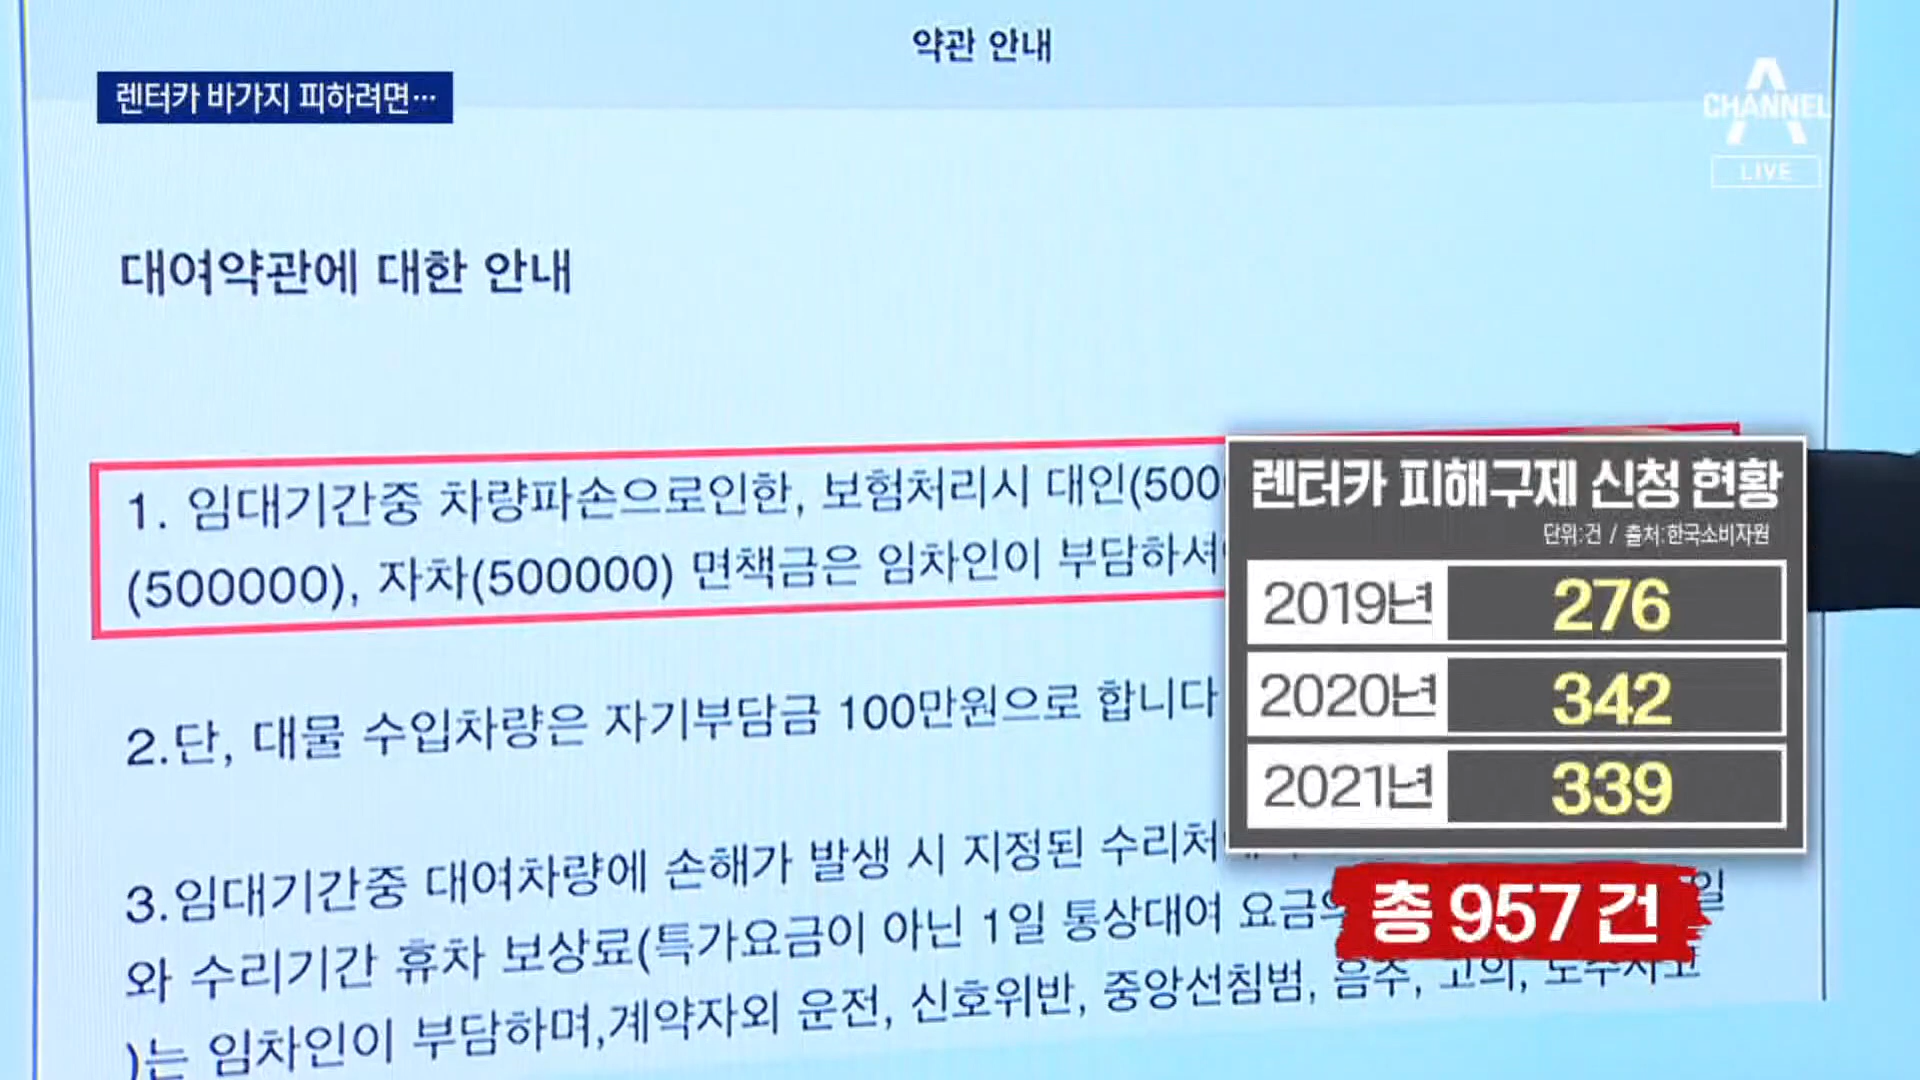 약관 안내
렌터카 바가지 피하려면…
CHANNEL A
LIVE
대여약관에 대한 안내
1. 임대기간중 차량파손으로인한, 보험처리시 대인(500
(500000), 자차(500000) 면책금은 임차인이 부담하셔
2.단, 대물 수입차량은 자기부담금 100만원으로 합니다
3.임대기간중 대여차량에 손해가 발생 시 지정된 수리처
와 수리기간 휴차 보상료(특가요금이 아닌 1일 통상대여 요금의 일
)는 임차인이 부담하며,계약자외 운전, 신호위반, 중앙선침범, 음주, 고의,
렌터카 피해구제 신청 현황
단위:건 / 출처:한국소비자원
2019년 276
2020년 342
2021년 339
총 957 건